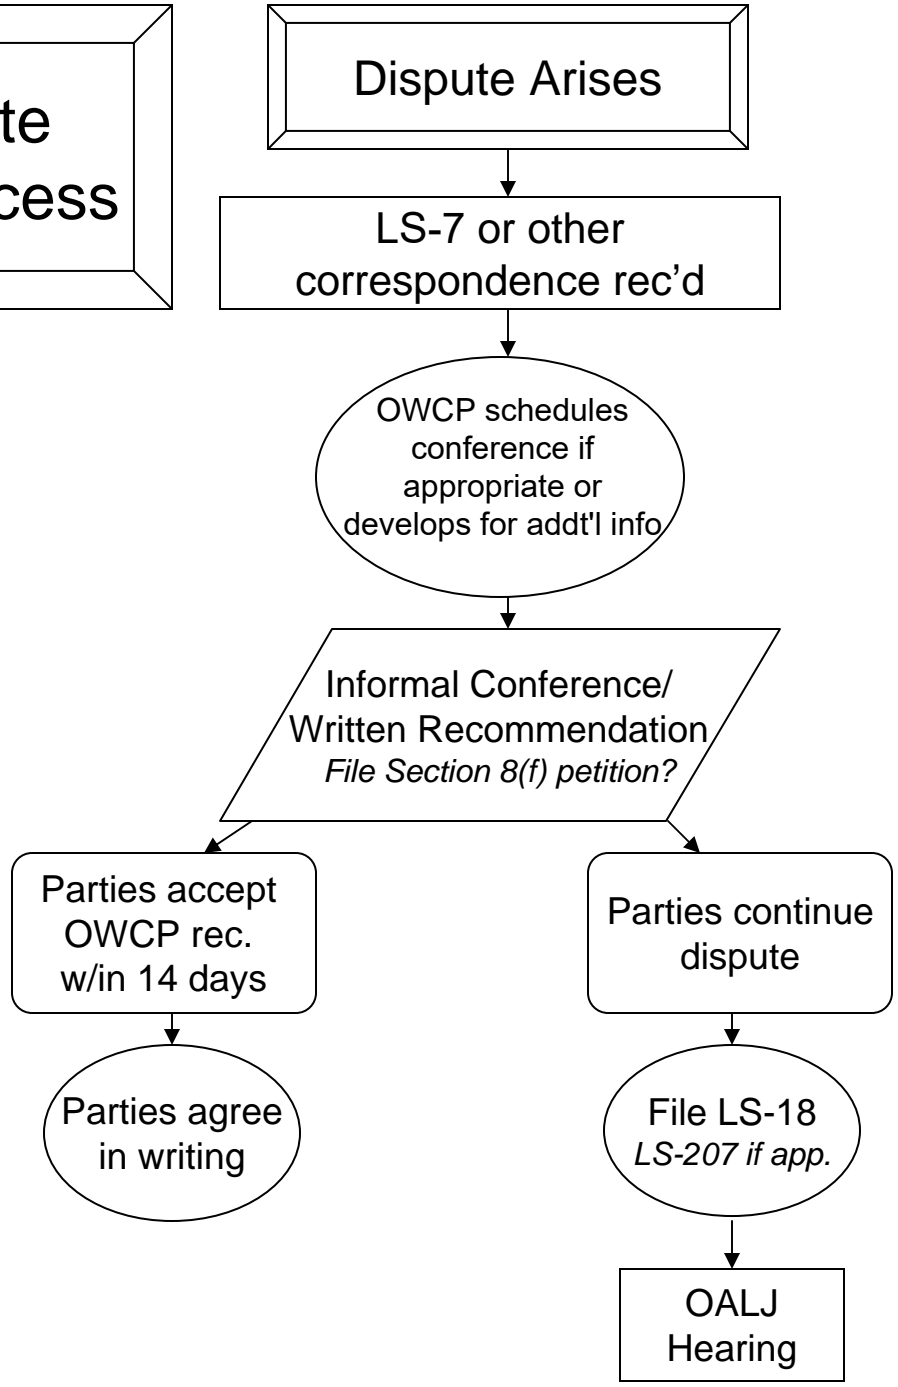 te
cess
Dispute Arises
LS-7 or other
correspondence rec’d
OWCP schedules
conference if
appropriate or
develops for addt'l info
Informal Conference/
Written Recommendation
File Section 8(f) petition?
Parties accept
OWCP rec.
w/in 14 days
Parties continue
dispute
Parties agree
in writing
File LS-18
LS-207 if app.
OALJ
Hearing